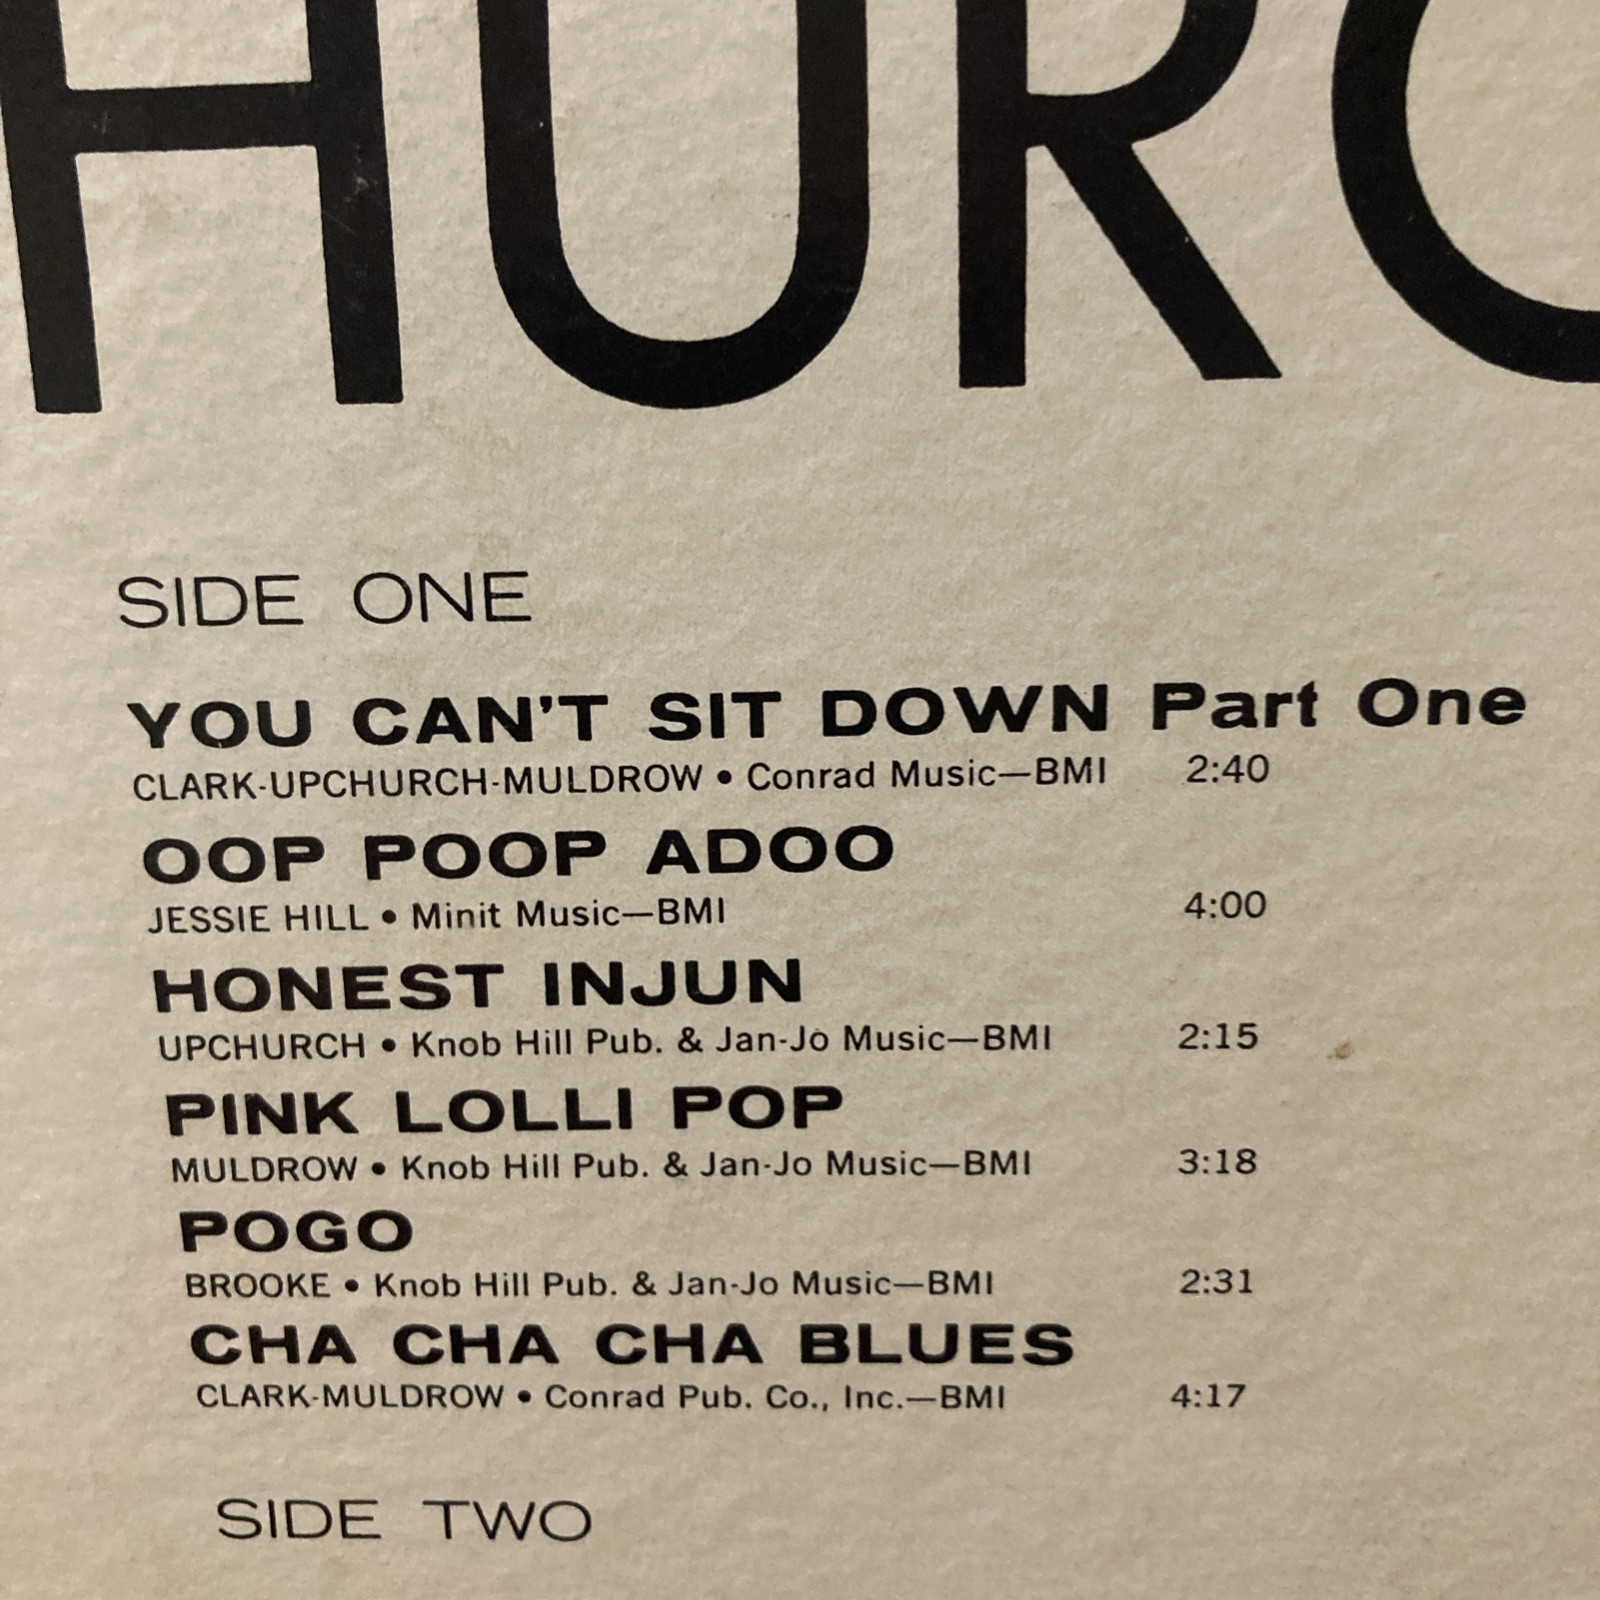 HURC
SIDE ONE
YOU CAN'T SIT DOWN Part One
CLARK-UPCHURCH-MULDROW • Conrad Music—BMI 2:40
OOP POOP ADOO
JESSIE HILL • Minit Music—BMI 4:00
HONEST INJUN
UPCHURCH • Knob Hill Pub. & Jan-Jo Music—BMI 2:15
PINK LOLLI POP
MULDROW • Knob Hill Pub. & Jan-Jo Music—BMI 3:18
POGO
BROOKE • Knob Hill Pub. & Jan-Jo Music—BMI 2:31
CHA CHA CHA BLUES
CLARK-MULDROW • Conrad Pub. Co., Inc.—BMI 4:17
SIDE TWO